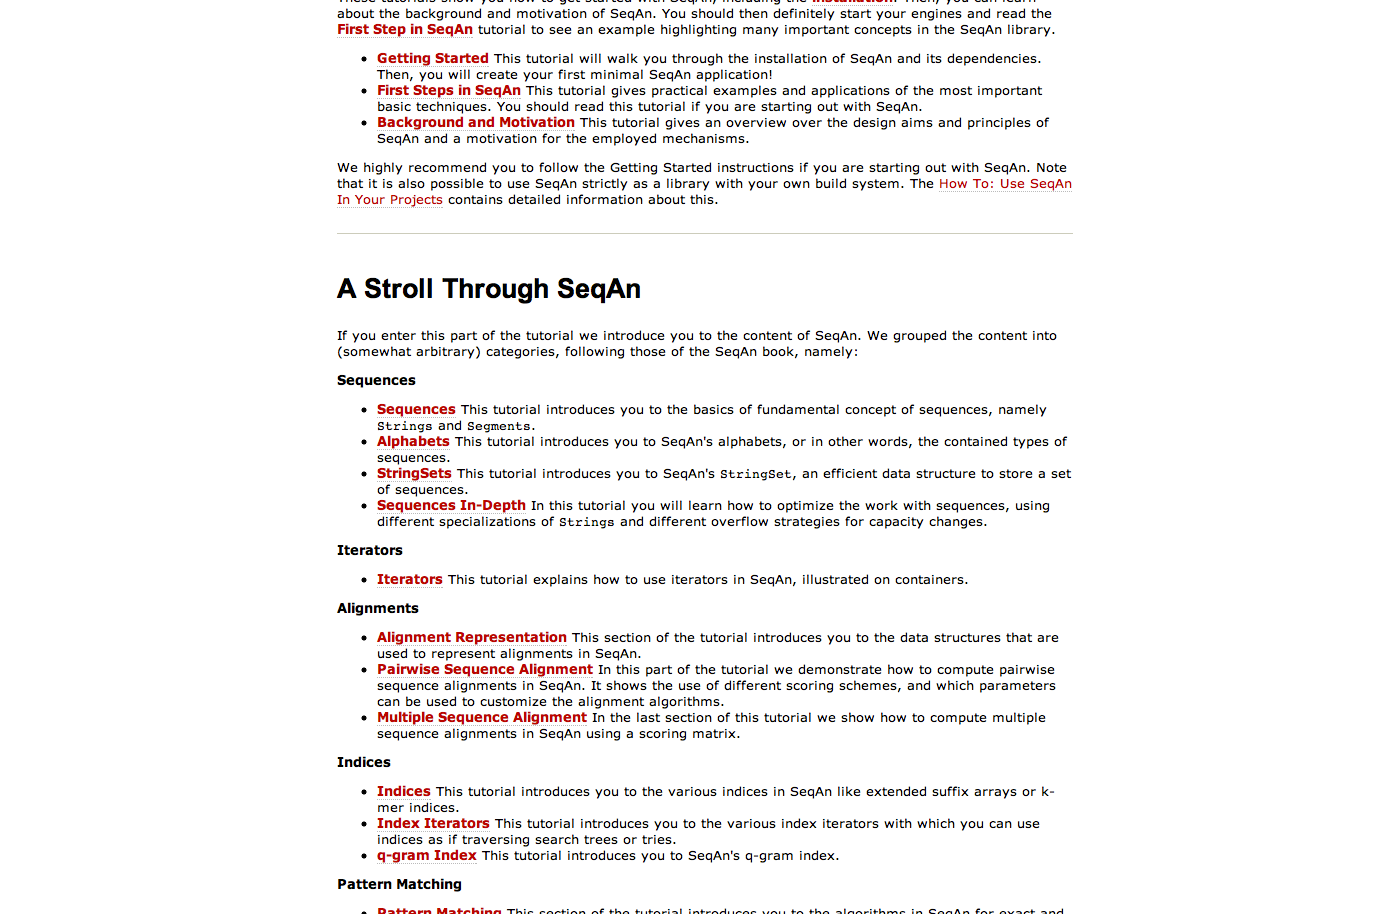 These tutorials show you how to get started with SeqAn, including the Installation. Then, you can learn
about the background and motivation of SeqAn. You should then definitely start your engines and read the
First Step in SeqAn tutorial to see an example highlighting many important concepts in the SeqAn library.
Getting Started This tutorial will walk you through the installation of SeqAn and its dependencies.
Then, you will create your first minimal SeqAn application!
First Steps in SeqAn This tutorial gives practical examples and applications of the most important
basic techniques. You should read this tutorial if you are starting out with SeqAn.
Background and Motivation This tutorial gives an overview over the design aims and principles of
SeqAn and a motivation for the employed mechanisms.
We highly recommend you to follow the Getting Started instructions if you are starting out with SeqAn. Note
that it is also possible to use SeqAn strictly as a library with your own build system. The How To: Use SeqAn
In Your Projects contains detailed information about this.
A Stroll Through SeqAn
If you enter this part of the tutorial we introduce you to the content of SeqAn. We grouped the content into
(somewhat arbitrary) categories, following those of the SeqAn book, namely:
Sequences
Sequences This tutorial introduces you to the basics of fundamental concept of sequences, namely
Strings and Segments.
Alphabets This tutorial introduces you to SeqAn's alphabets, or in other words, the contained types of
sequences.
StringSets This tutorial introduces you to SeqAn's StringSet, an efficient data structure to store a set
of sequences.
Sequences In-Depth In this tutorial you will learn how to optimize the work with sequences, using
different specializations of Strings and different overflow strategies for capacity changes.
Iterators
Iterators This tutorial explains how to use iterators in SeqAn, illustrated on containers.
Alignments
Alignment Representation This section of the tutorial introduces you to the data structures that are
used to represent alignments in SeqAn.
Pairwise Sequence Alignment In this part of the tutorial we demonstrate how to compute pairwise
sequence alignments in SeqAn. It shows the use of different scoring schemes, and which parameters
can be used to customize the alignment algorithms.
Multiple Sequence Alignment In the last section of this tutorial we show how to compute multiple
sequence alignments in SeqAn using a scoring matrix.
Indices
Indices This tutorial introduces you to the various indices in SeqAn like extended suffix arrays or k-
mer indices.
Index Iterators This tutorial introduces you to the various index iterators with which you can use
indices as if traversing search trees or tries.
q-gram Index This tutorial introduces you to SeqAn's q-gram index.
Pattern Matching
Pattern Matching This section of the tutorial introduces you to the algorithms in SeqAn for exact and